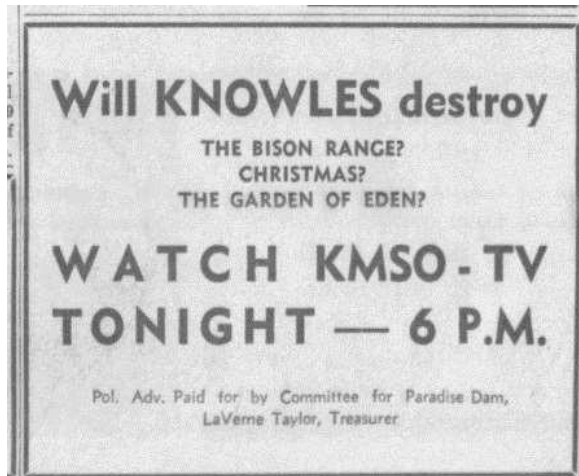 Will KNOWLES destroy
THE BISON RANGE?
CHRISTMAS?
THE GARDEN OF EDEN?
WATCH KMSO-TV
TONIGHT — 6 P.M.
Pol. Adv. Paid for by Committee for Paradise Dam,
LaVerne Taylor, Treasurer